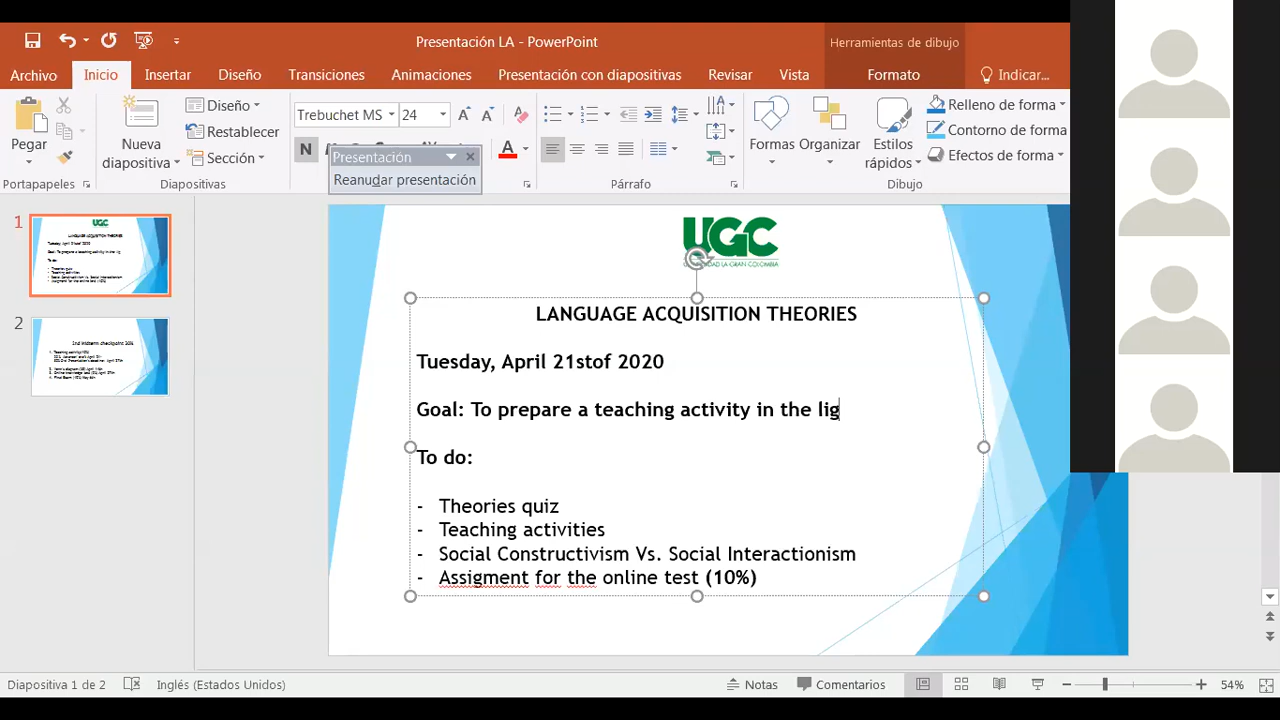 Presentación LA - PowerPoint
Herramientas de dibujo
Archivo Inicio Insertar Diseño Transiciones Animaciones Presentación con diapositivas Revisar Vista Formato Indicar...
Pegar
Portapapeles
Nueva diapositiva
Diseño
Restablecer
Sección
Diapositivas
Trebuchet MS 24
N
A
Presentación
Reanudar presentación
Párrafo
Formas
Organizar
Estilos rápidos
Relleno de forma
Contorno de forma
Efectos de forma
Dibujo
1
2
UGC
LANGUAGE ACQUISITION THEORIES
Tuesday, April 21stof 2020
Goal: To prepare a teaching activity in the lig
To do:
- Theories quiz
- Teaching activities
- Social Constructivism Vs. Social Interactionism
- Assigment for the online test (10%)
Diapositiva 1 de 2 Inglés (Estados Unidos) Notas Comentarios 54%